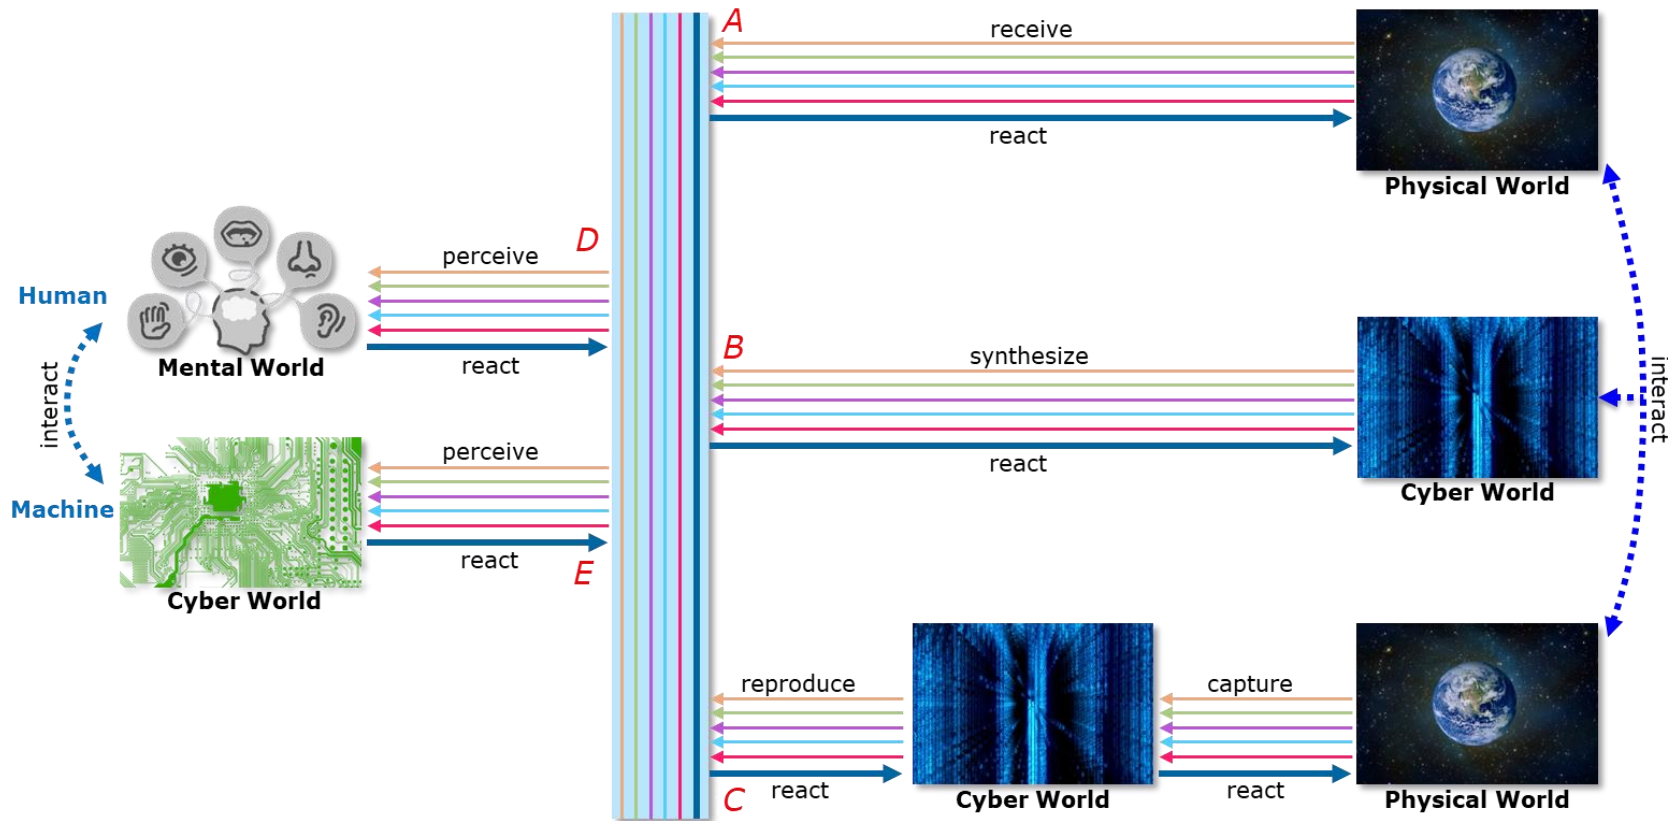 A
receive
react
Physical World
D
perceive
Human
react
Mental World
interact
B
synthesize
react
Cyber World
interact
perceive
Machine
react
E
Cyber World
reproduce
capture
react
C
Cyber World
react
Physical World